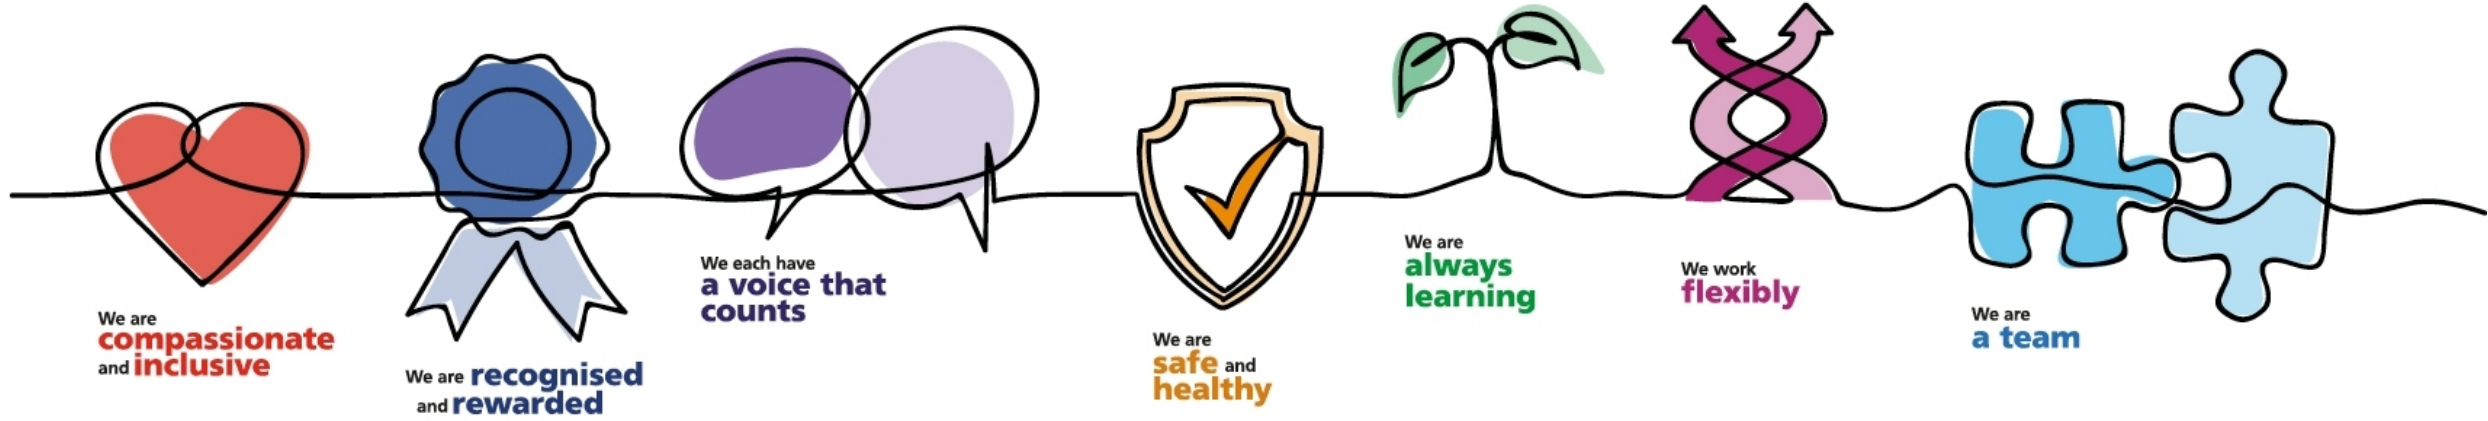 We are
compassionate
and inclusive
We are recognised
and rewarded
We each have
a voice that
counts
We are
safe and
healthy
We are
always
learning
We work
flexibly
We are
a team